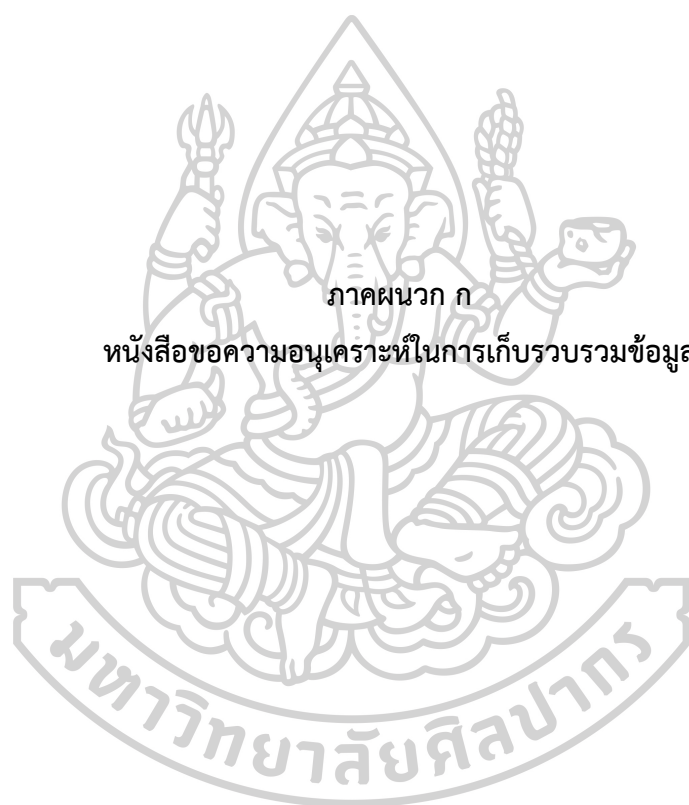 ภาคผนวก ก
หนังสือขอความอนุเคราะห์ในการเก็บรวบรวมข้อมูล
มหาวิทยาลัยศิลปากร